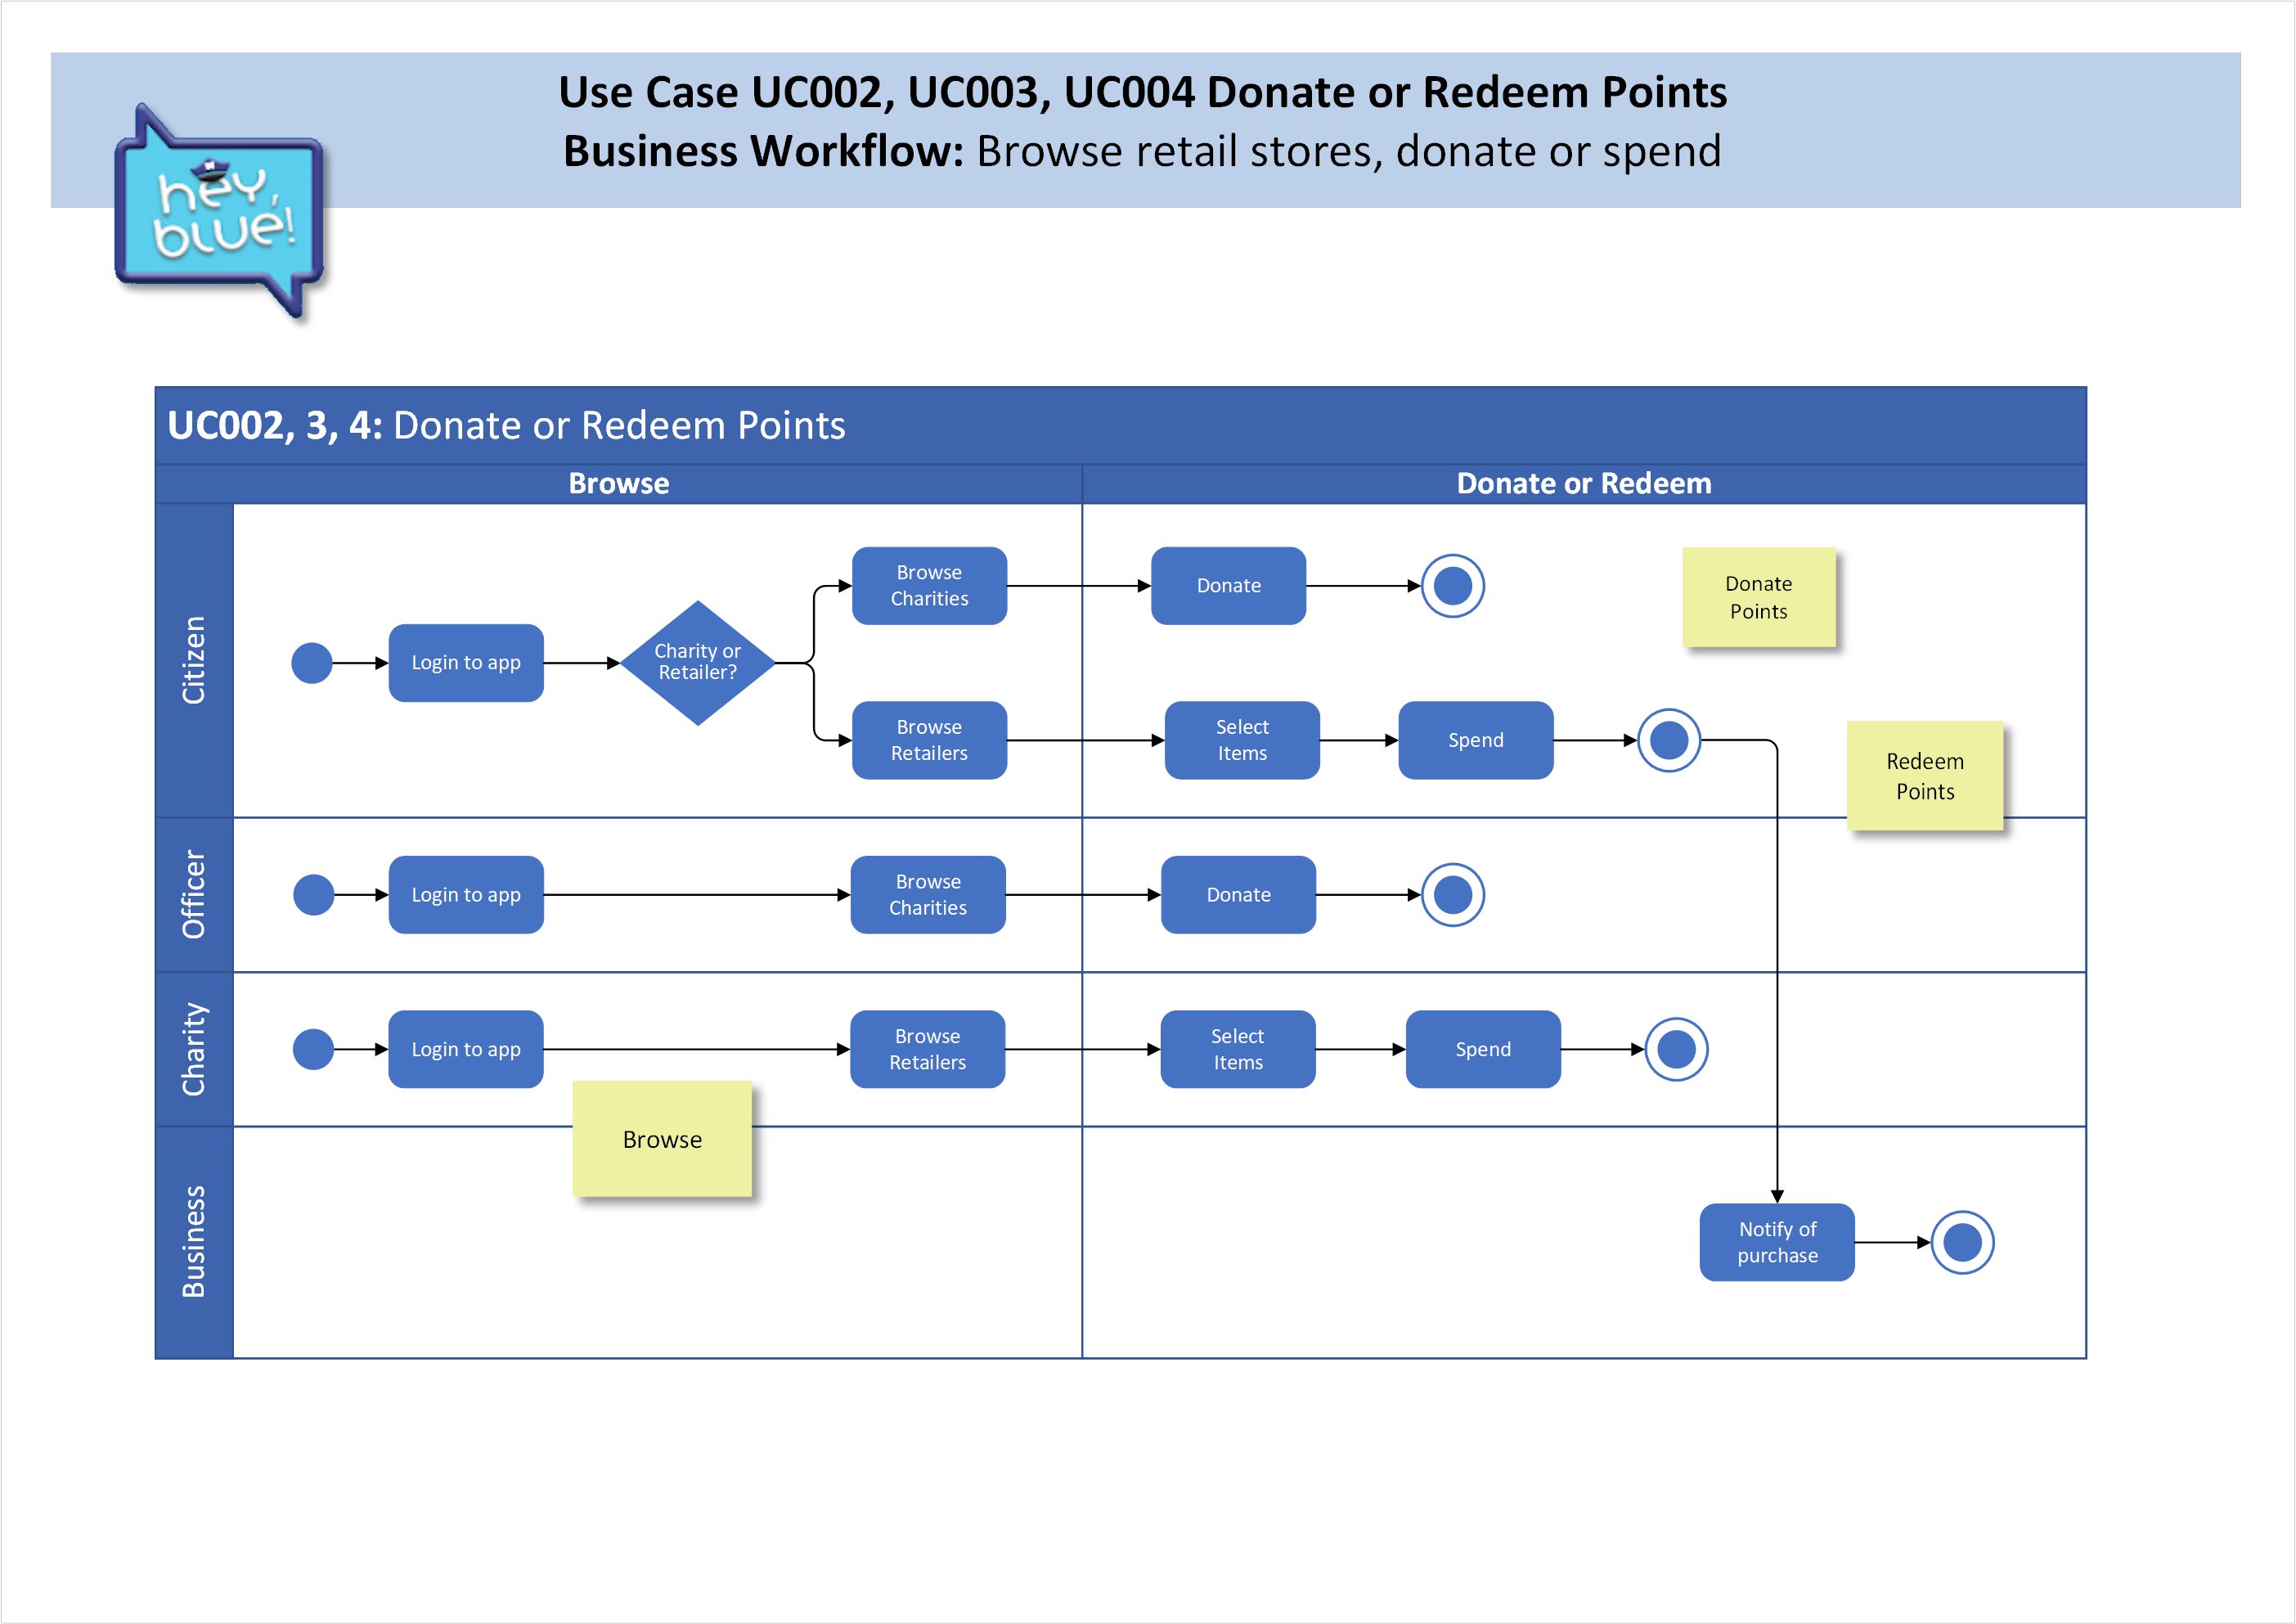 Use Case UC002, UC003, UC004 Donate or Redeem Points
Business Workflow: Browse retail stores, donate or spend
hey,
blue!
UC002, 3, 4: Donate or Redeem Points
Browse
Donate or Redeem
Citizen
Login to app
Charity or
Retailer?
Browse
Charities
Donate
Donate
Points
Browse
Retailers
Select
Items
Spend
Redeem
Points
Officer
Login to app
Browse
Charities
Donate
Charity
Login to app
Browse
Retailers
Select
Items
Spend
Browse
Business
Notify of
purchase